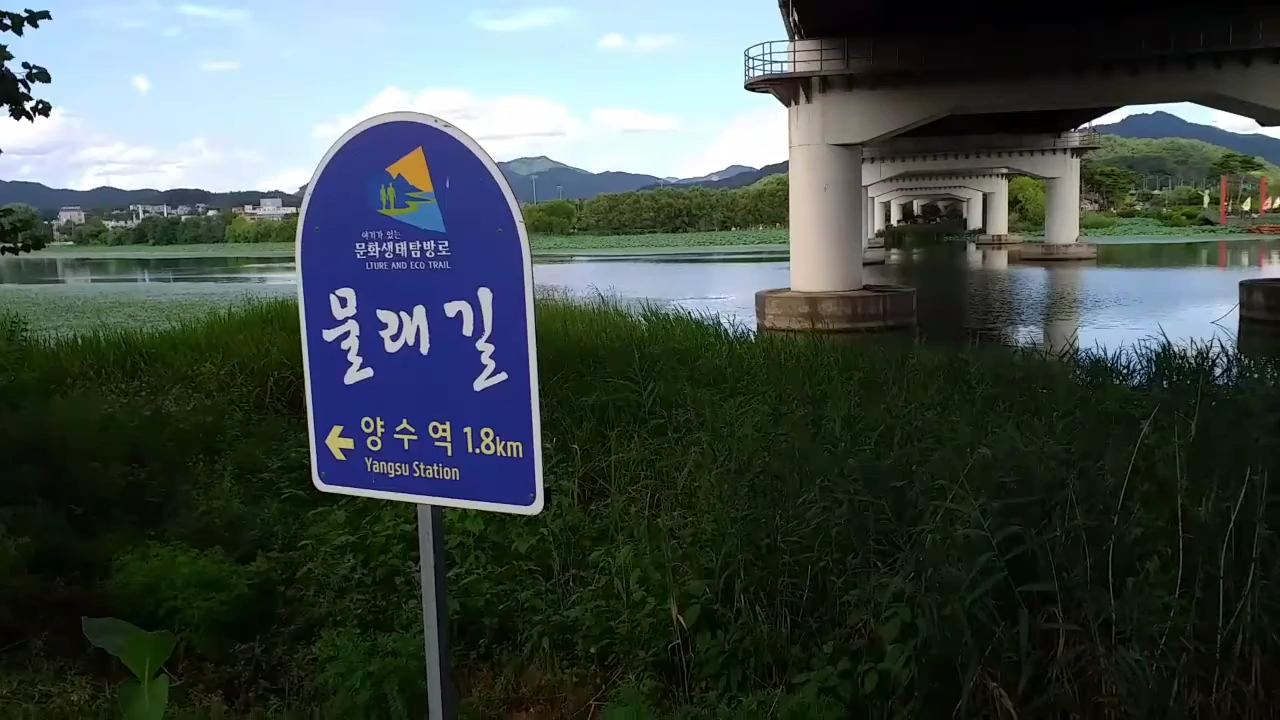 야기가 있는
문화생태탐방로
LTURE AND ECO TRAIL
물래길
양수역 1.8km
Yangsu Station